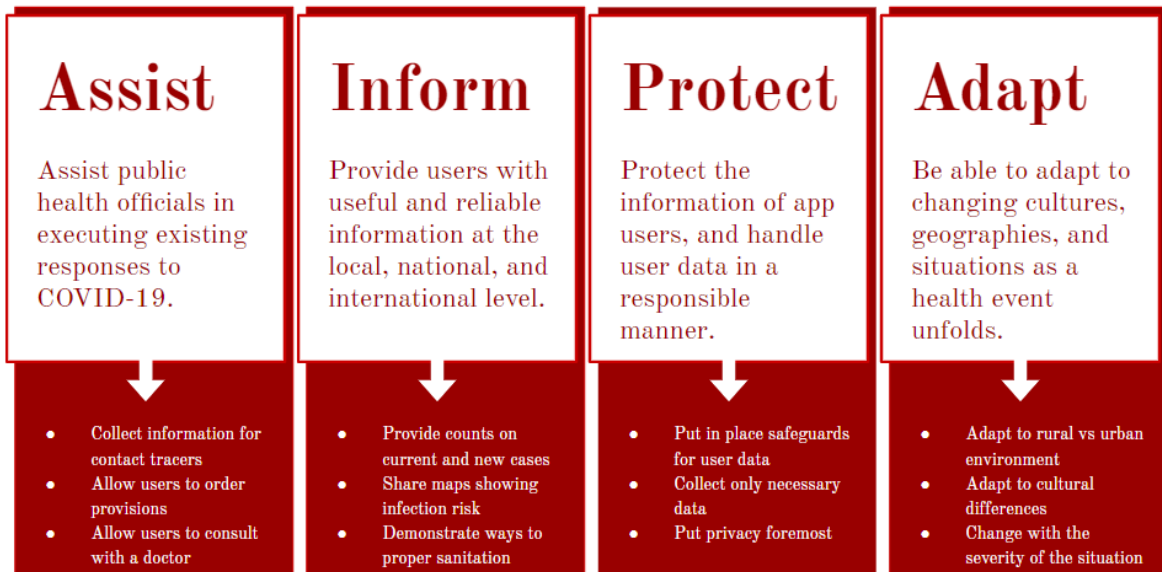 Assist
Assist public
health officials in
executing existing
responses to
COVID-19.
● Collect information for
contact tracers
● Allow users to order
provisions
● Allow users to consult
with a doctor
Inform
Provide users with
useful and reliable
information at the
local, national, and
international level.
● Provide counts on
current and new cases
● Share maps showing
infection risk
● Demonstrate ways to
proper sanitation
Protect
Protect the
information of app
users, and handle
user data in a
responsible
manner.
● Put in place safeguards
for user data
● Collect only necessary
data
● Put privacy foremost
Adapt
Be able to adapt to
changing cultures,
geographies, and
situations as a
health event
unfolds.
● Adapt to rural vs urban
environment
● Adapt to cultural
differences
● Change with the
severity of the situation